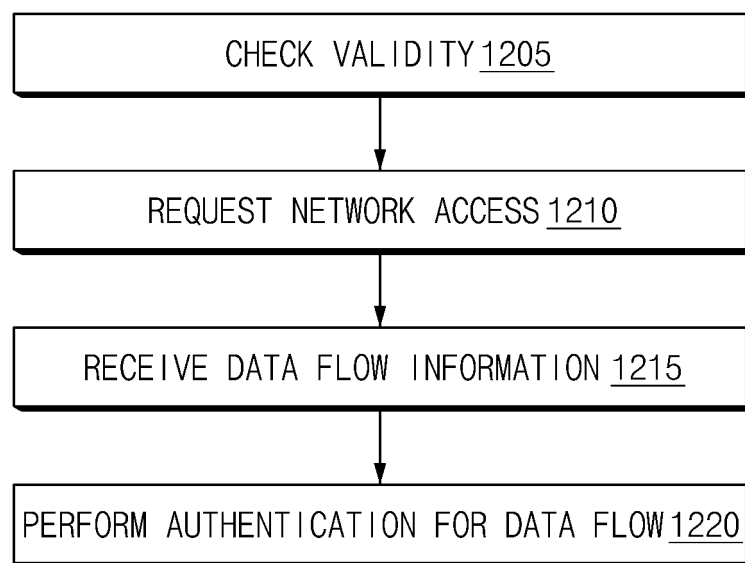 CHECK VALIDITY 1205
REQUEST NETWORK ACCESS 1210
RECEIVE DATA FLOW INFORMATION 1215
PERFORM AUTHENTICATION FOR DATA FLOW 1220